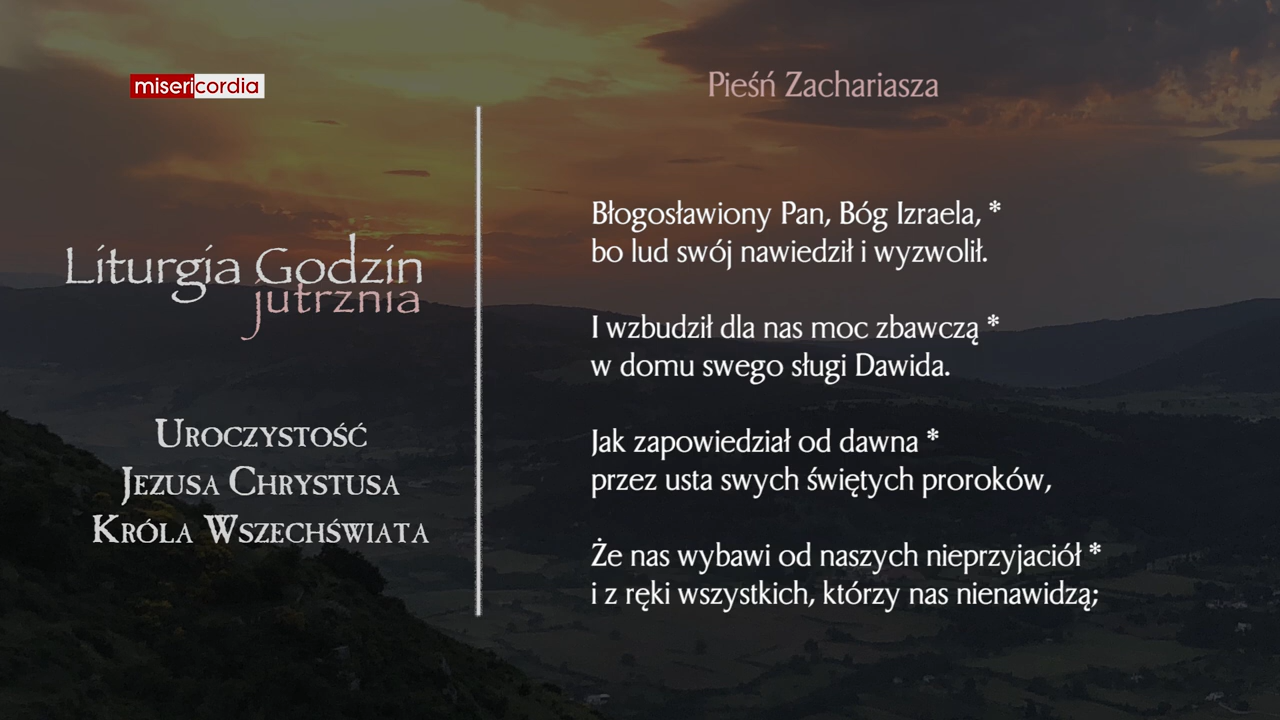 misericordia
Liturgia Godzin
jutrznia
Uroczystość
Jezusa Chrystusa
Króla Wszechświata
Pieśń Zachariasza
Błogosławiony Pan, Bóg Izraela, *
bo lud swój nawiedził i wyzwolił.
I wzbudził dla nas moc zbawczą *
w domu swego sługi Dawida.
Jak zapowiedział od dawna *
przez usta swych świętych proroków,
Że nas wybawi od naszych nieprzyjaciół *
i z ręki wszystkich, którzy nas nienawidzą;